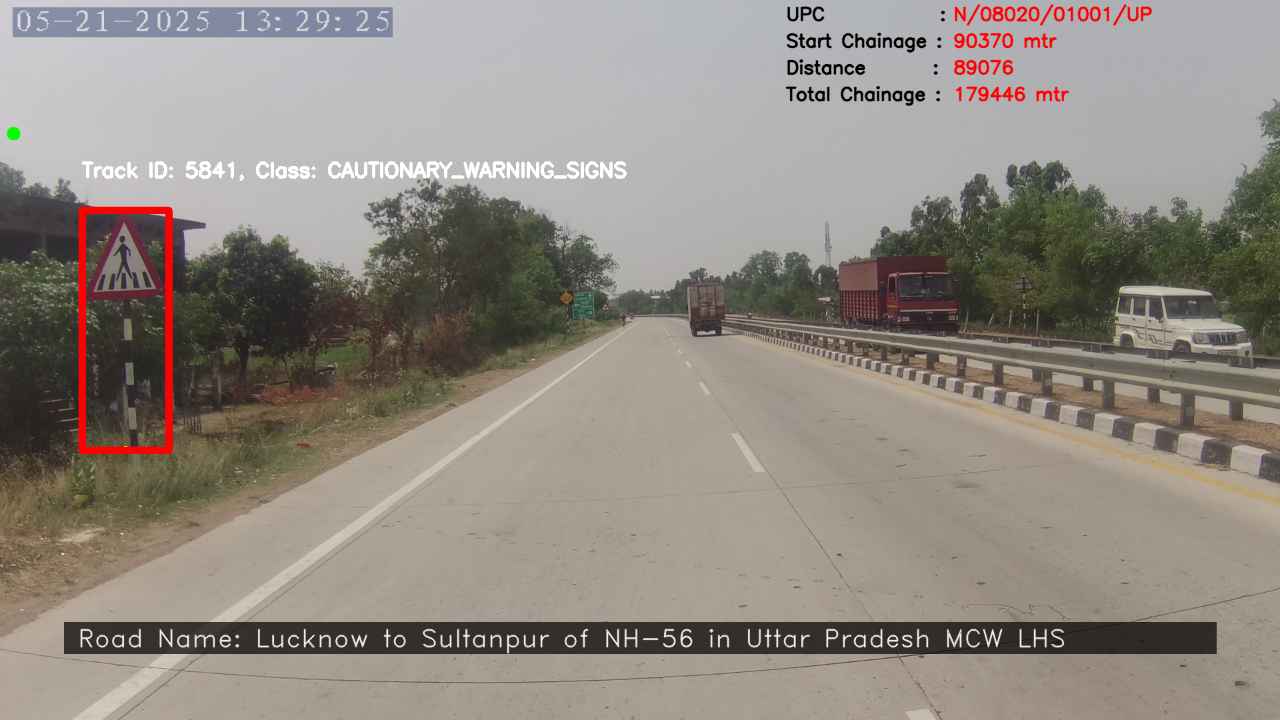 05-21-2025 13:29:25
UPC : N/08020/01001/UP
Start Chainage : 90370 mtr
Distance : 89076
Total Chainage : 179446 mtr
Track ID: 5841, Class: CAUTIONARY_WARNING_SIGNS
Road Name: Lucknow to Sultanpur of NH-56 in Uttar Pradesh MCW LHS